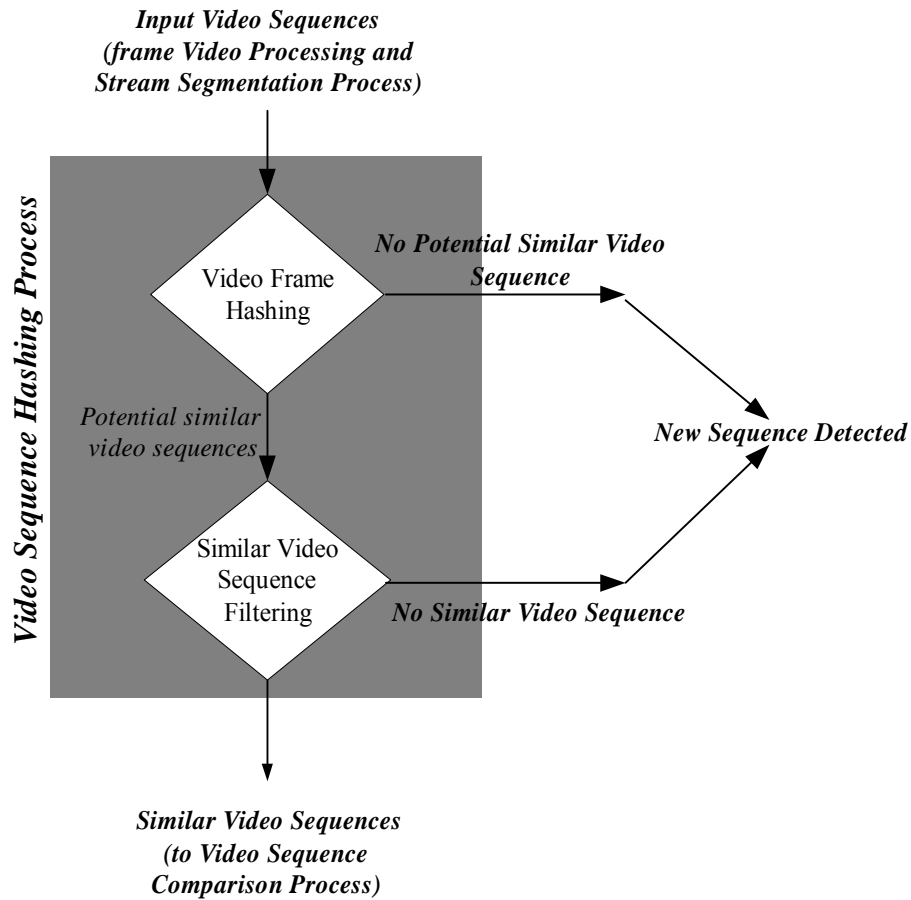 Input Video Sequences
(frame Video Processing and
Stream Segmentation Process)
Video Sequence Hashing Process
Video Frame
Hashing
No Potential Similar Video
Sequence
Potential similar
video sequences
New Sequence Detected
Similar Video
Sequence
Filtering
No Similar Video Sequence
Similar Video Sequences
(to Video Sequence
Comparison Process)